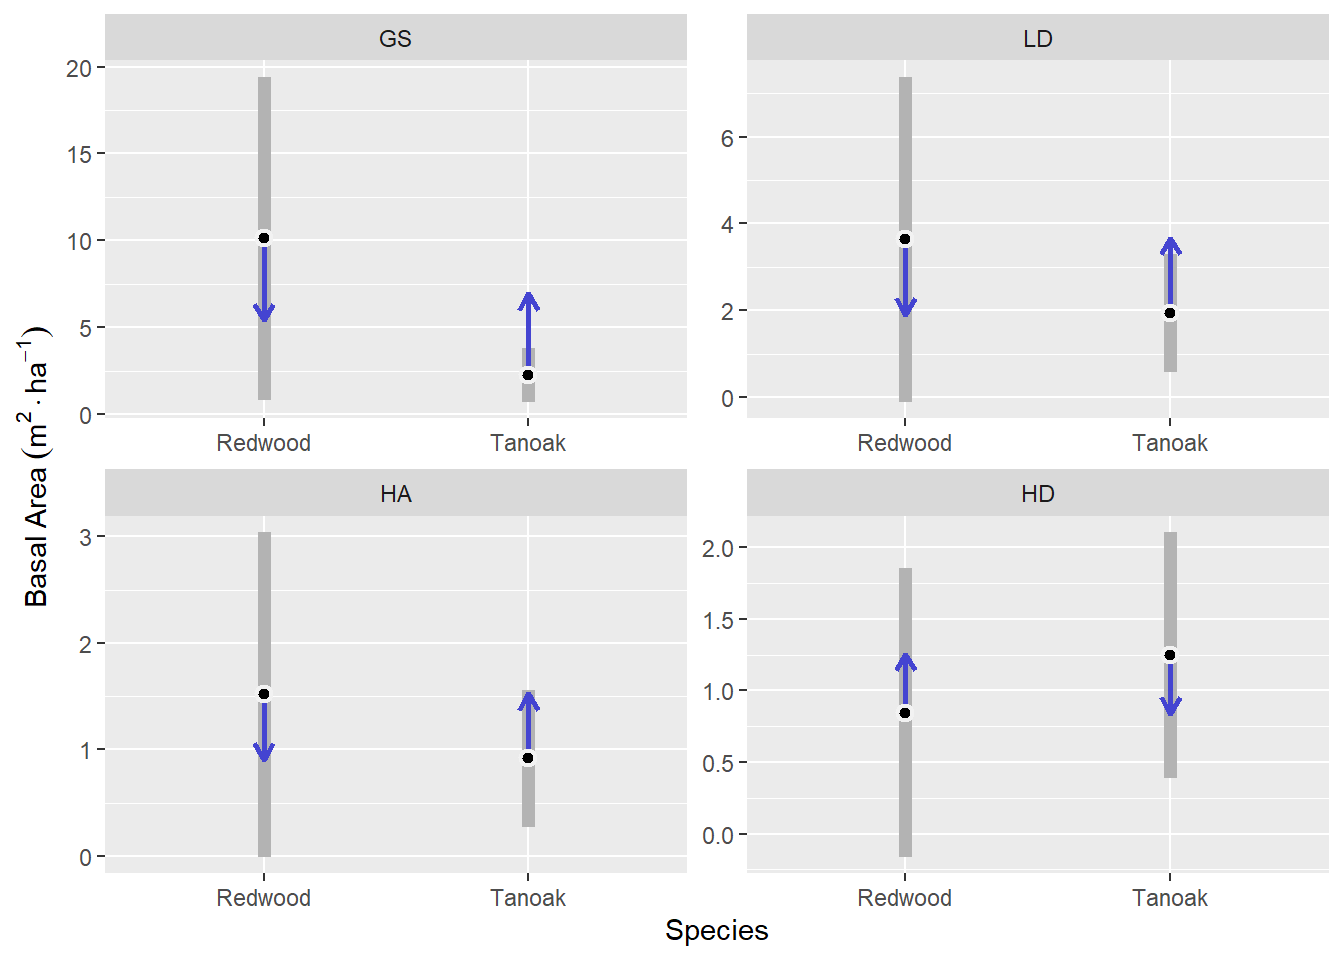 GS
LD
20
15
10
5
0
6
4
2
0
Redwood
Tanoak
Redwood
Tanoak
HA
HD
3
2
1
0
2.0
1.5
1.0
0.5
0.0
Redwood
Tanoak
Redwood
Tanoak
Species
Basal Area (m² · ha⁻¹)